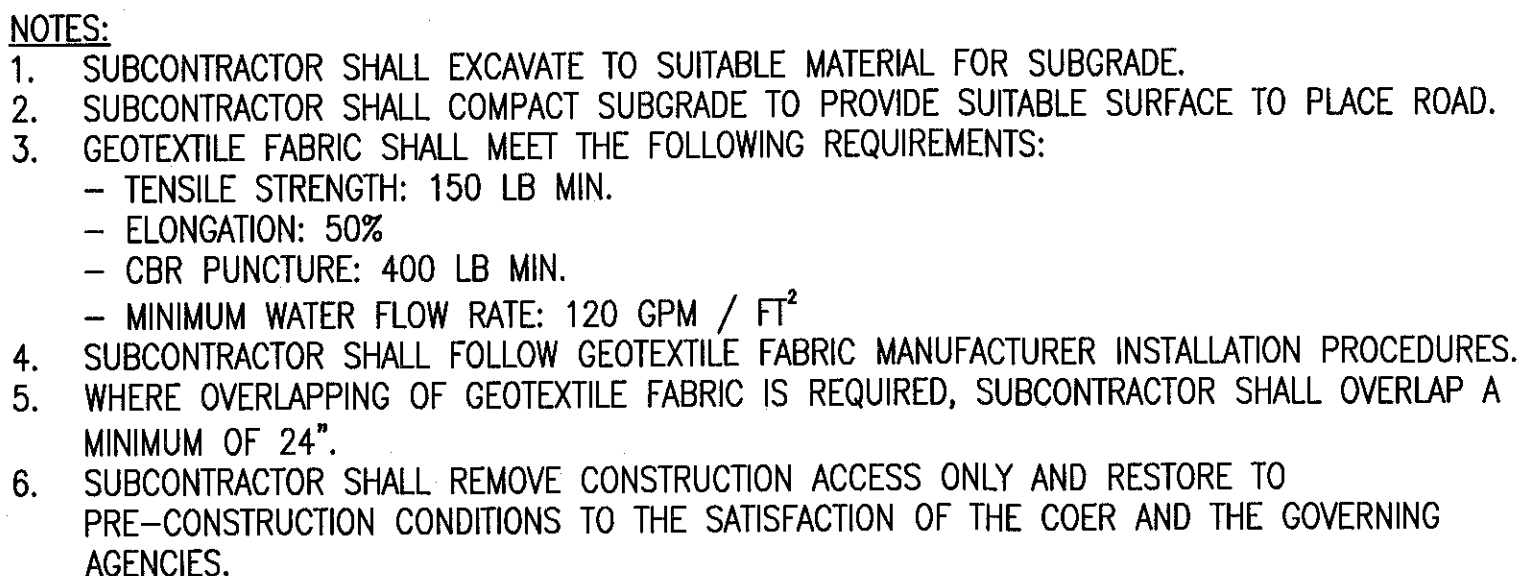 NOTES:
1. SUBCONTRACTOR SHALL EXCAVATE TO SUITABLE MATERIAL FOR SUBGRADE.
2. SUBCONTRACTOR SHALL COMPACT SUBGRADE TO PROVIDE SUITABLE SURFACE TO PLACE ROAD.
3. GEOTEXTILE FABRIC SHALL MEET THE FOLLOWING REQUIREMENTS:
– TENSILE STRENGTH: 150 LB MIN.
– ELONGATION: 50%
– CBR PUNCTURE: 400 LB MIN.
– MINIMUM WATER FLOW RATE: 120 GPM / FT²
4. SUBCONTRACTOR SHALL FOLLOW GEOTEXTILE FABRIC MANUFACTURER INSTALLATION PROCEDURES.
5. WHERE OVERLAPPING OF GEOTEXTILE FABRIC IS REQUIRED, SUBCONTRACTOR SHALL OVERLAP A
MINIMUM OF 24".
6. SUBCONTRACTOR SHALL REMOVE CONSTRUCTION ACCESS ONLY AND RESTORE TO
PRE–CONSTRUCTION CONDITIONS TO THE SATISFACTION OF THE COER AND THE GOVERNING
AGENCIES.